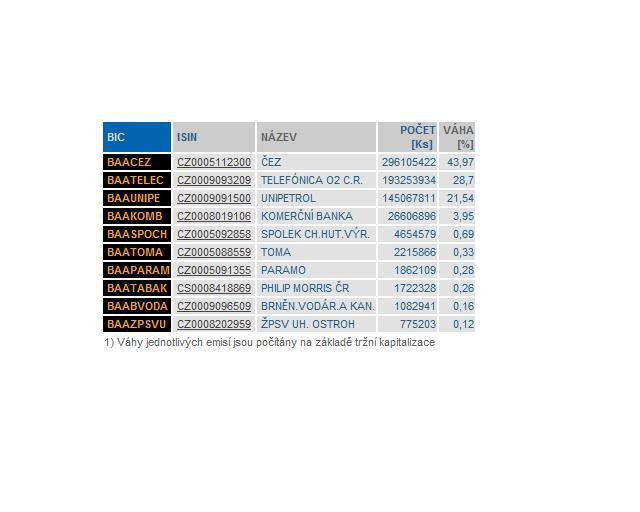 BIC ISIN NÁZEV POČET [Ks] VÁHA [%]
BAACEZ CZ0005112300 ČEZ 296105422 43,97
BAATELEC CZ0009093209 TELEFÓNICA O2 C.R. 193253934 28,7
BAAUNIPE CZ0009091500 UNIPETROL 145067811 21,54
BAAKOMB CZ0008019106 KOMERČNÍ BANKA 26606896 3,95
BAASPOCH CZ0005092858 SPOLEK CH.HUT.VÝR. 4654579 0,69
BAATOMA CZ0005088559 TOMA 2215866 0,33
BAAPARAM CZ0005091355 PARAMO 1862109 0,28
BAATABAK CS0008418869 PHILIP MORRIS ČR 1722328 0,26
BAABVODA CZ0009096509 BRNĚN.VODÁR.A KAN. 1082941 0,16
BAAZPSVU CZ0008202959 ŽPSV UH. OSTROH 775203 0,12
1) Váhy jednotlivých emisí jsou počítány na základě tržní kapitalizace